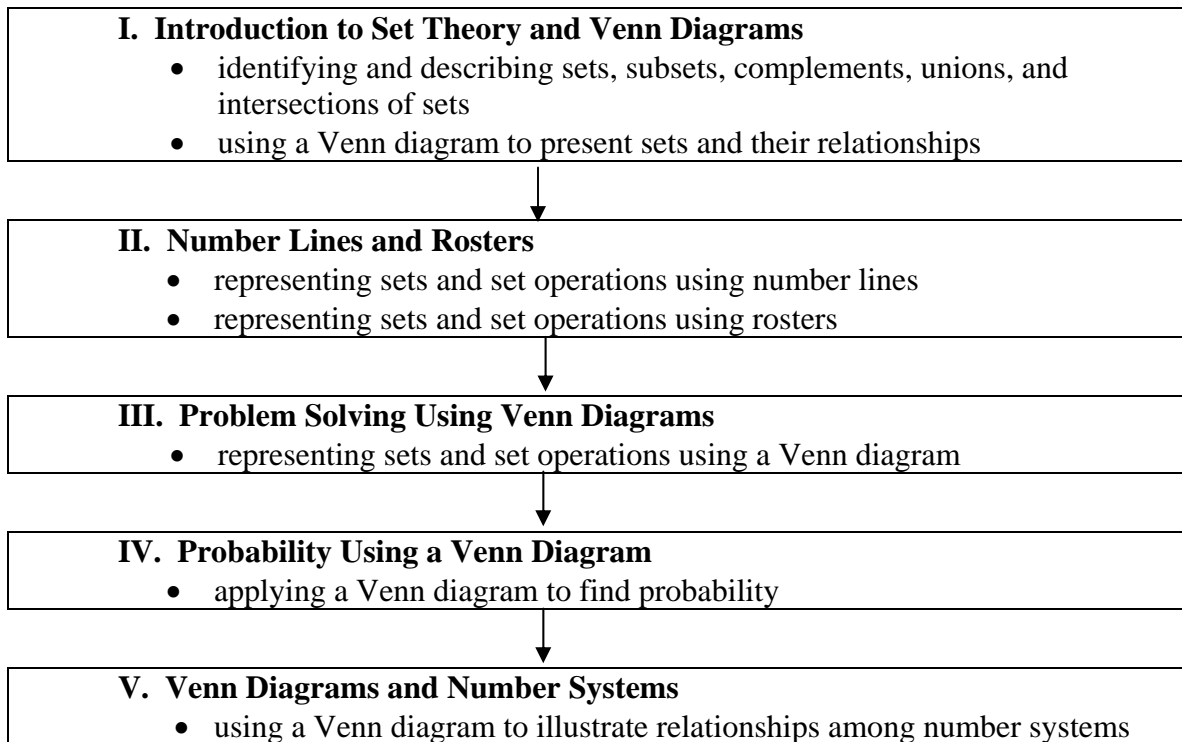 I. Introduction to Set Theory and Venn Diagrams
• identifying and describing sets, subsets, complements, unions, and
intersections of sets
• using a Venn diagram to present sets and their relationships
II. Number Lines and Rosters
• representing sets and set operations using number lines
• representing sets and set operations using rosters
III. Problem Solving Using Venn Diagrams
• representing sets and set operations using a Venn diagram
IV. Probability Using a Venn Diagram
• applying a Venn diagram to find probability
V. Venn Diagrams and Number Systems
• using a Venn diagram to illustrate relationships among number systems